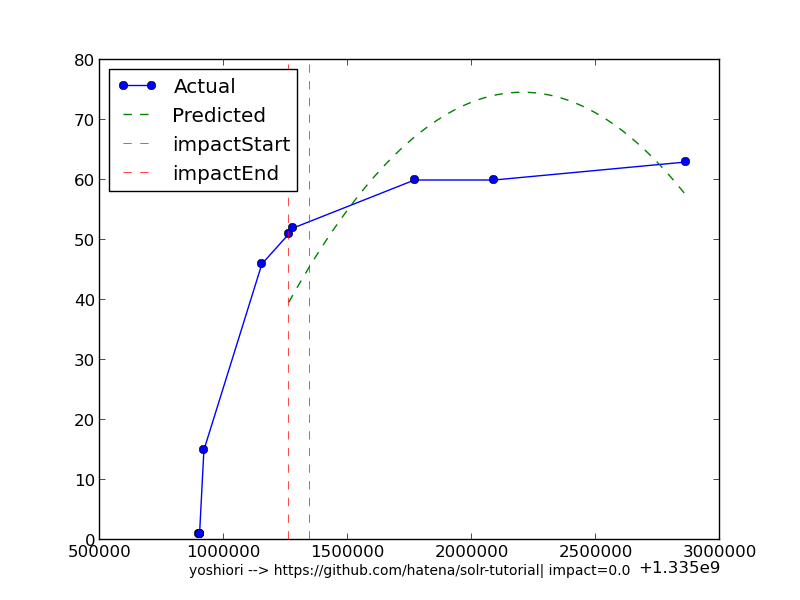 80
70
60
50
40
30
20
10
0
Actual
Predicted
impactStart
impactEnd
500000 1000000 1500000 2000000 2500000 3000000
+1.335e9
yoshiori --> https://github.com/hatena/solr-tutorial| impact=0.0